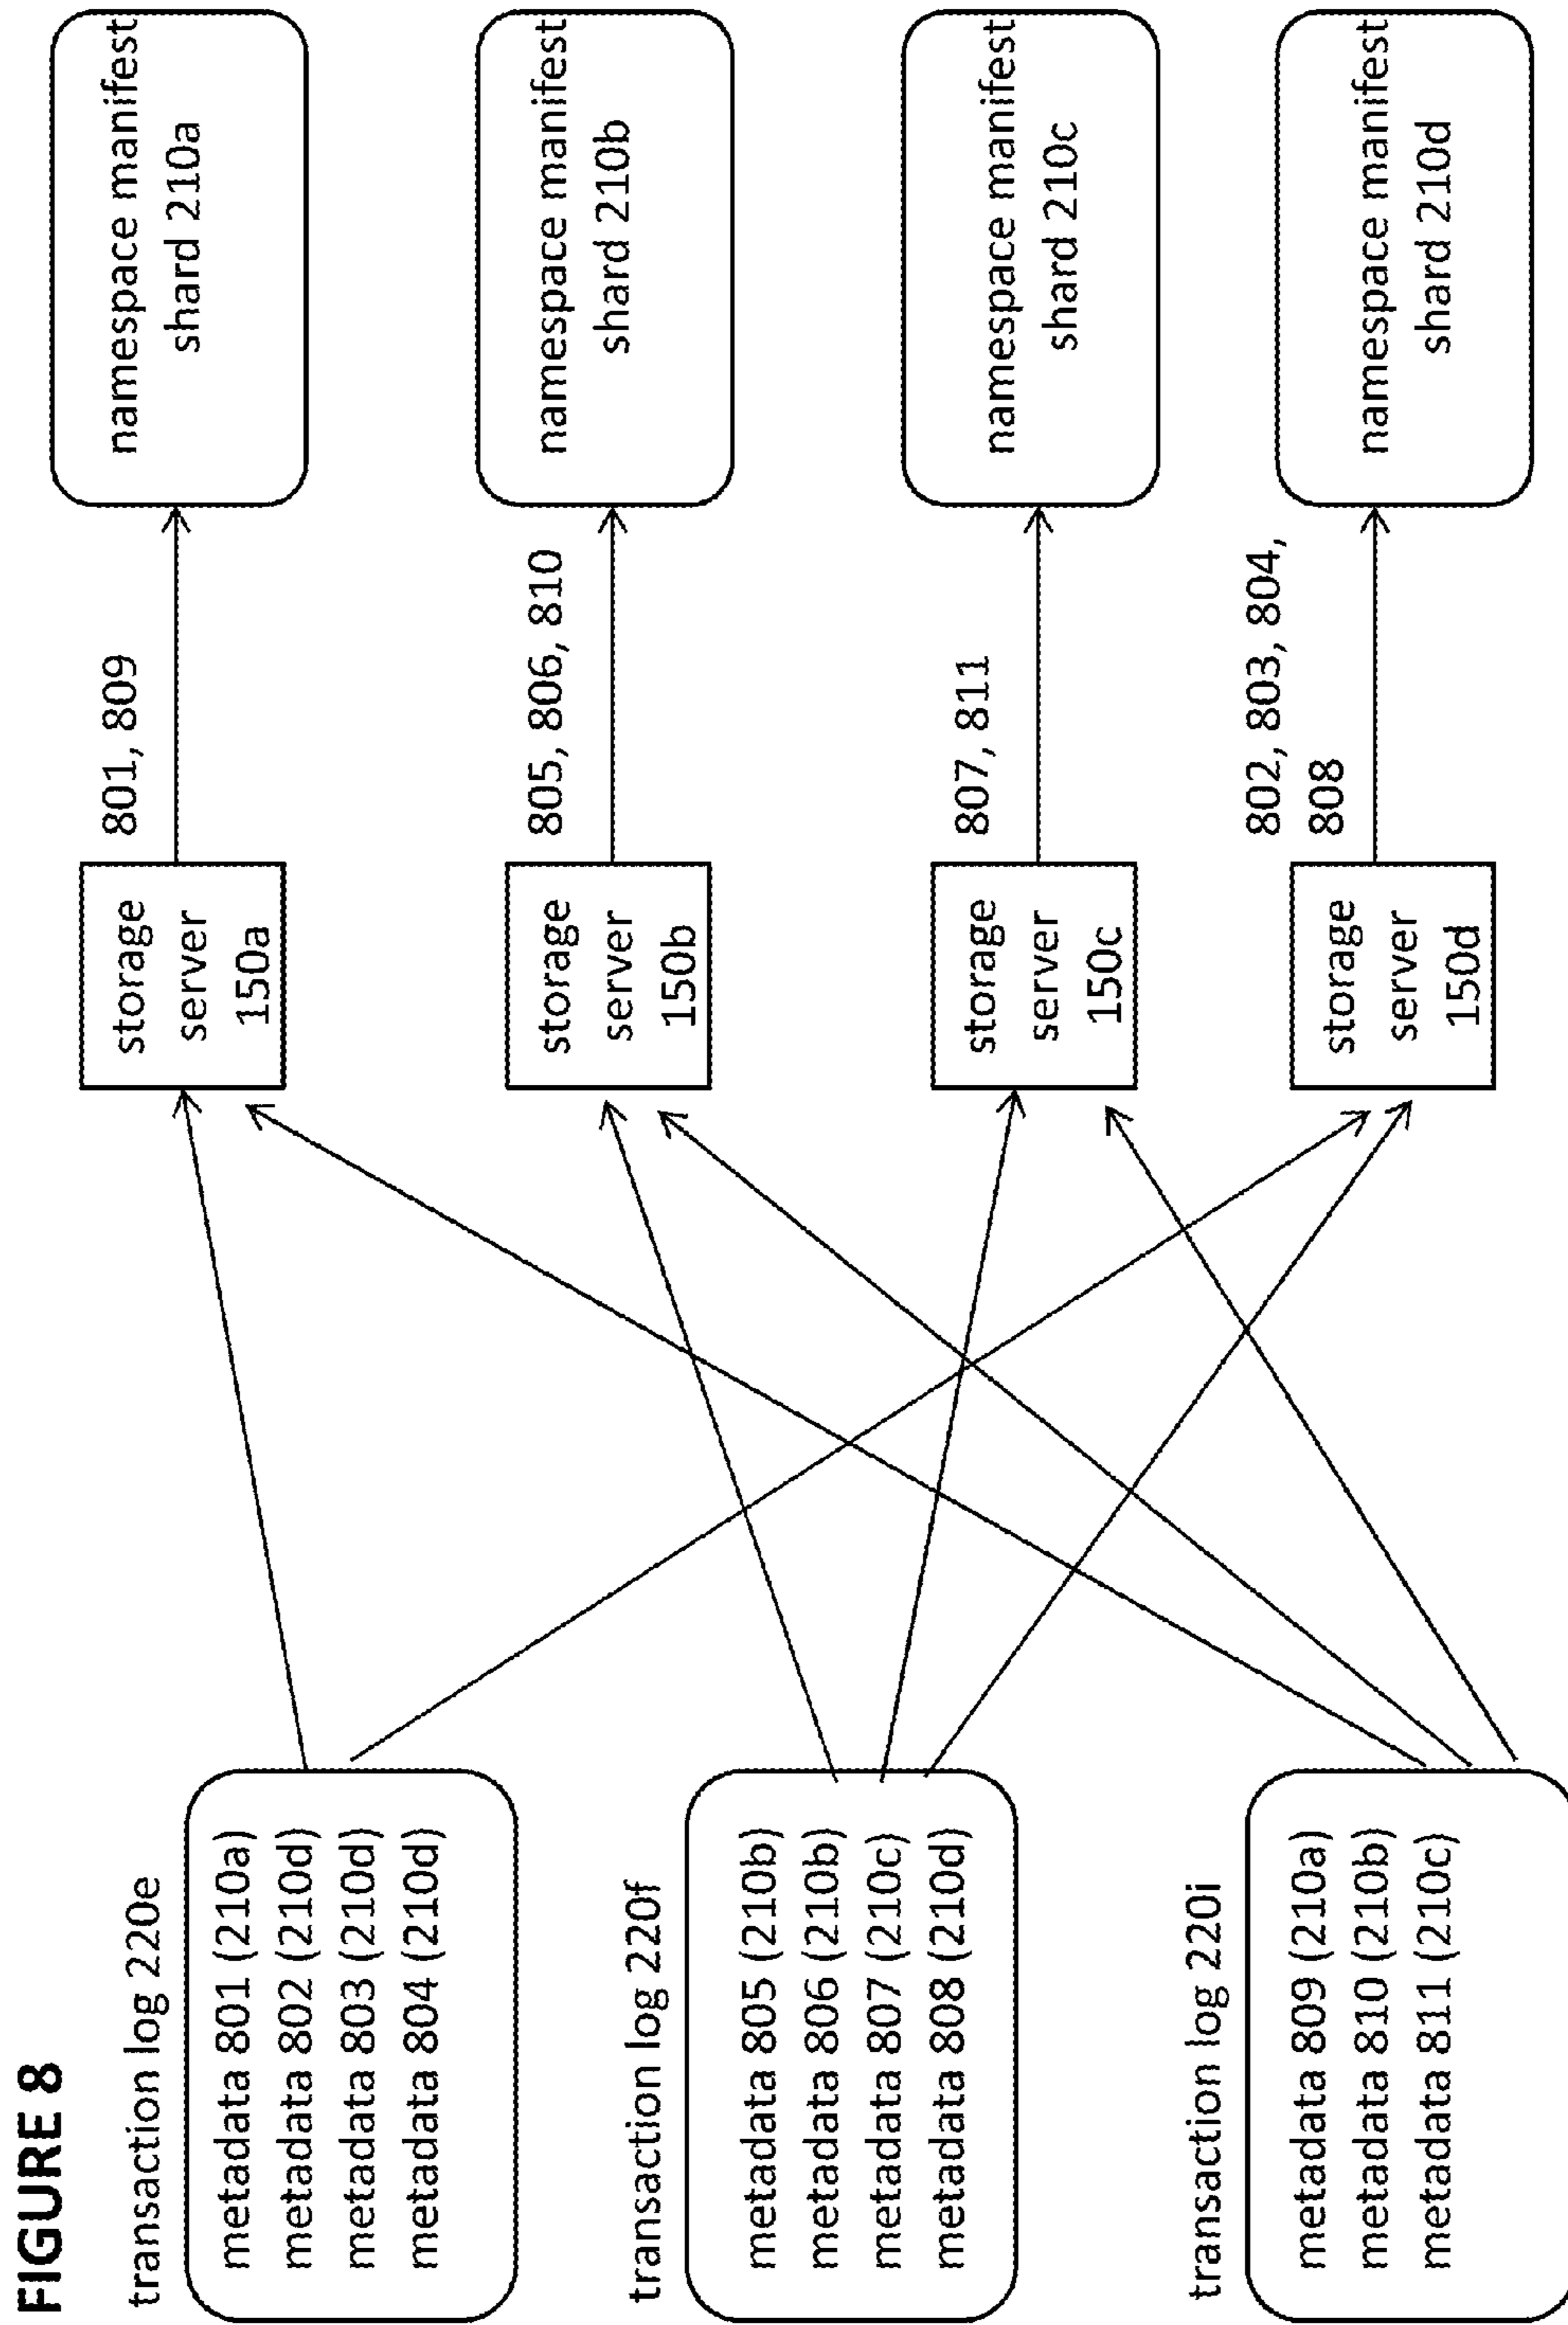 FIGURE 8
transaction log 220e
metadata 801 (210a)
metadata 802 (210d)
metadata 803 (210d)
metadata 804 (210d)
transaction log 220f
metadata 805 (210b)
metadata 806 (210b)
metadata 807 (210c)
metadata 808 (210d)
transaction log 220i
metadata 809 (210a)
metadata 810 (210b)
metadata 811 (210c)
storage
server
150a
storage
server
150b
storage
server
150c
storage
server
150d
801, 809
805, 806, 810
807, 811
802, 803, 804,
808
namespace manifest
shard 210a
namespace manifest
shard 210b
namespace manifest
shard 210c
namespace manifest
shard 210d